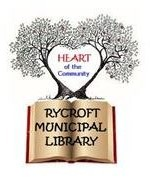 HEART
of the
Community
RYCROFT
MUNICIPAL
LIBRARY